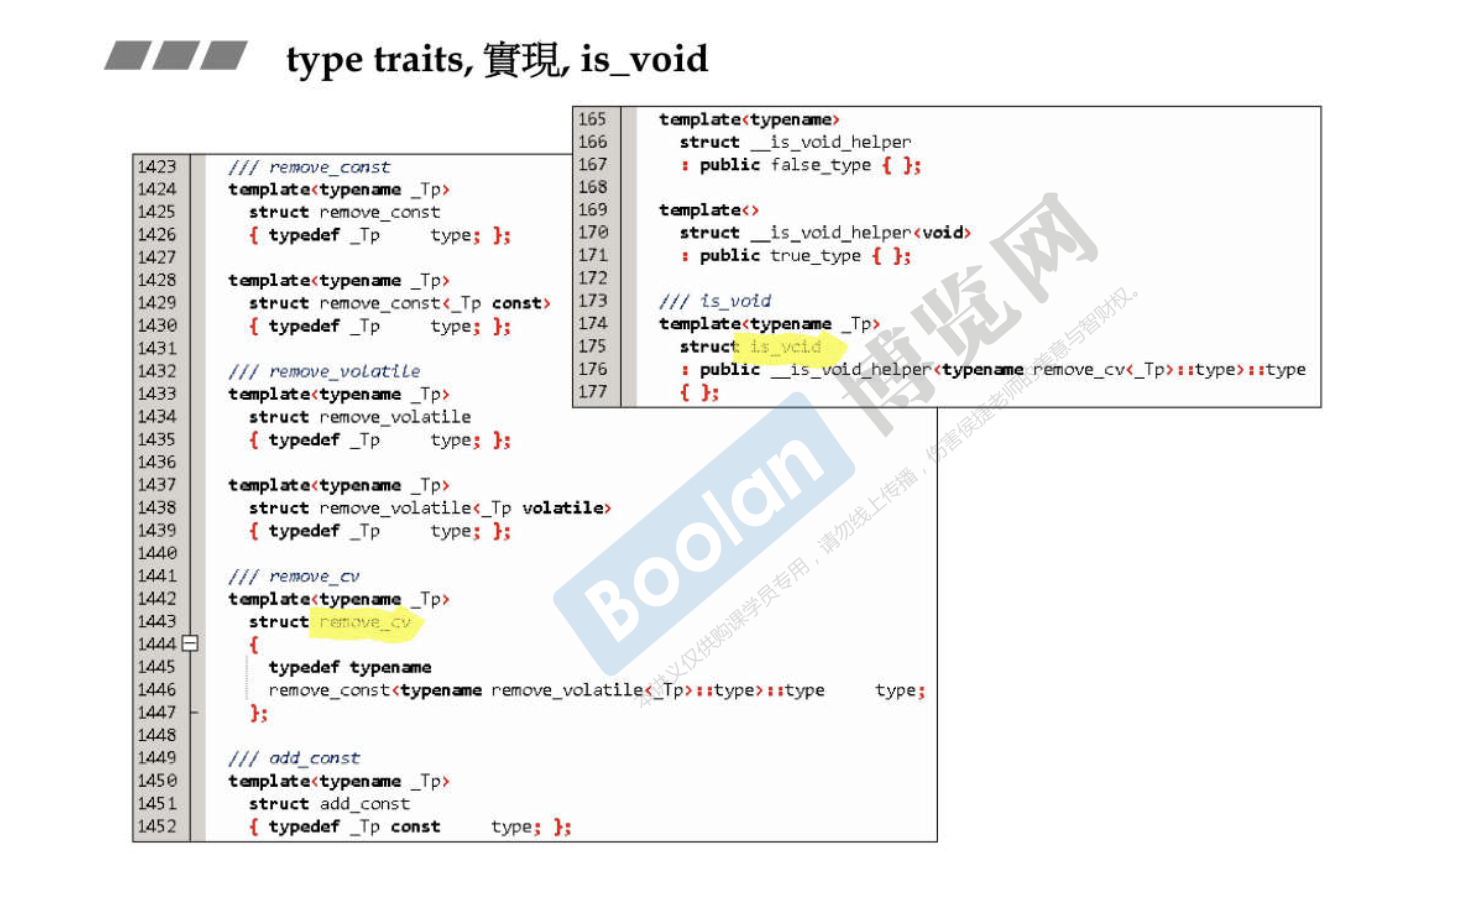 type traits, 實現, is_void
165 template<typename>
166 struct __is_void_helper
167 : public false_type { };
168
169 template<>
170 struct __is_void_helper<void>
171 : public true_type { };
172
173 /// is_void
174 template<typename _Tp>
175 struct is_void
176 : public __is_void_helper<typename remove_cv<_Tp>::type>::type
177 { };
1423 /// remove_const
1424 template<typename _Tp>
1425 struct remove_const
1426 { typedef _Tp type; };
1427
1428 template<typename _Tp>
1429 struct remove_const<_Tp const>
1430 { typedef _Tp type; };
1431
1432 /// remove_volatile
1433 template<typename _Tp>
1434 struct remove_volatile
1435 { typedef _Tp type; };
1436
1437 template<typename _Tp>
1438 struct remove_volatile<_Tp volatile>
1439 { typedef _Tp type; };
1440
1441 /// remove_cv
1442 template<typename _Tp>
1443 struct remove_cv
1444 {
1445 typedef typename
1446 remove_const<typename remove_volatile<_Tp>::type>::type type;
1447 };
1448
1449 /// add_const
1450 template<typename _Tp>
1451 struct add_const
1452 { typedef _Tp const type; };
Boolan 博览网
本讲义仅供购课学员专用，请勿线上传播，伤害侯捷老师的美意与智财权。